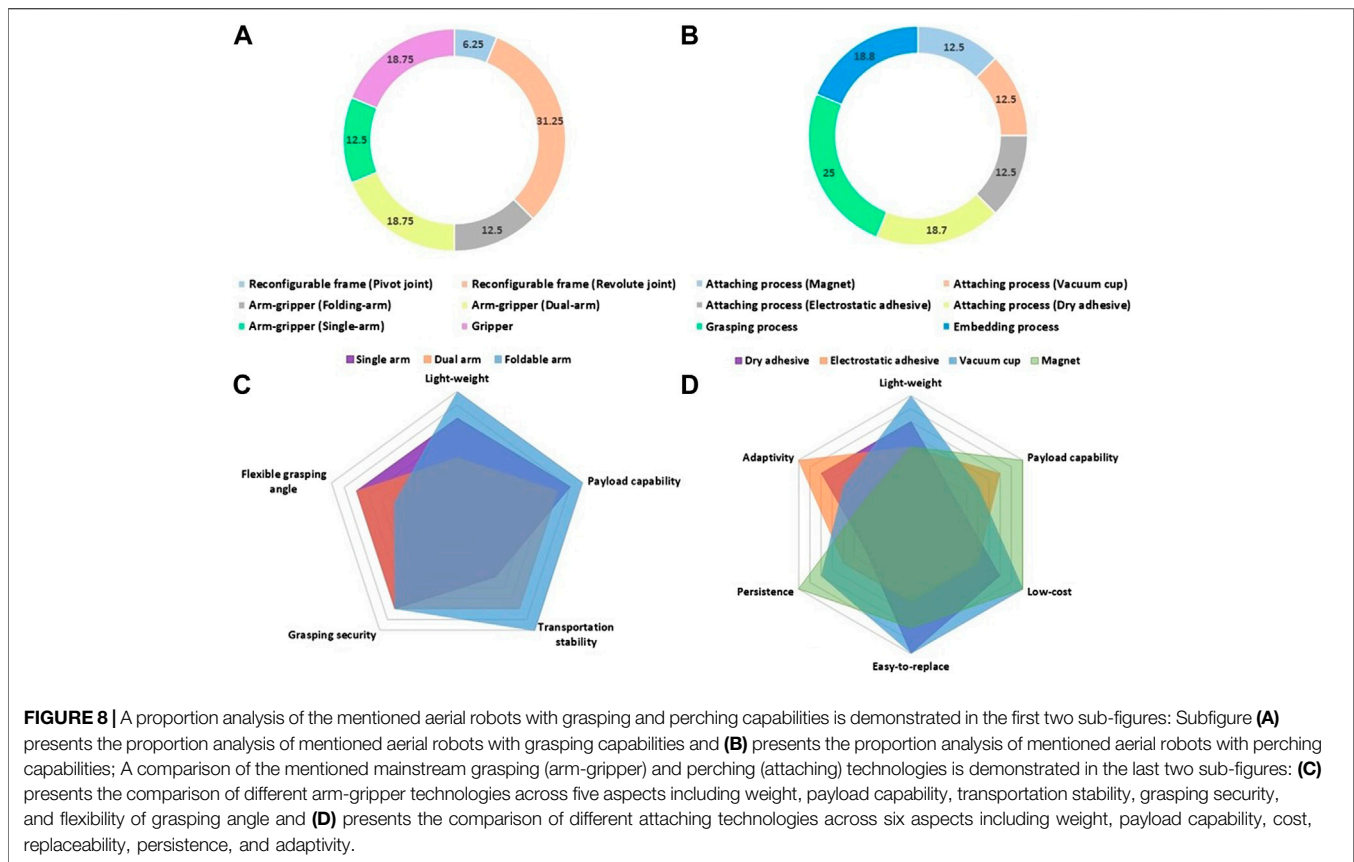 A
6.25
18.75
31.25
12.5
18.75
12.5
Reconfigurable frame (Pivot joint)
Reconfigurable frame (Revolute joint)
Arm-gripper (Folding-arm)
Arm-gripper (Dual-arm)
Arm-gripper (Single-arm)
Gripper
B
12.5
18.8
12.5
12.5
25
18.7
Attaching process (Magnet)
Attaching process (Vacuum cup)
Attaching process (Electrostatic adhesive)
Attaching process (Dry adhesive)
Grasping process
Embedding process
Single arm
Dual arm
Foldable arm
C
Light-weight
Flexible grasping
angle
Payload capability
Grasping security
Transportation
stability
Dry adhesive
Electrostatic adhesive
Vacuum cup
Magnet
D
Light-weight
Adaptivity
Payload capability
Persistence
Low-cost
Easy-to-replace
FIGURE 8 | A proportion analysis of the mentioned aerial robots with grasping and perching capabilities is demonstrated in the first two sub-figures: Subfigure (A)
presents the proportion analysis of mentioned aerial robots with grasping capabilities and (B) presents the proportion analysis of mentioned aerial robots with perching
capabilities; A comparison of the mentioned mainstream grasping (arm-gripper) and perching (attaching) technologies is demonstrated in the last two sub-figures: (C)
presents the comparison of different arm-gripper technologies across five aspects including weight, payload capability, transportation stability, grasping security,
and flexibility of grasping angle and (D) presents the comparison of different attaching technologies across six aspects including weight, payload capability, cost,
replaceability, persistence, and adaptivity.